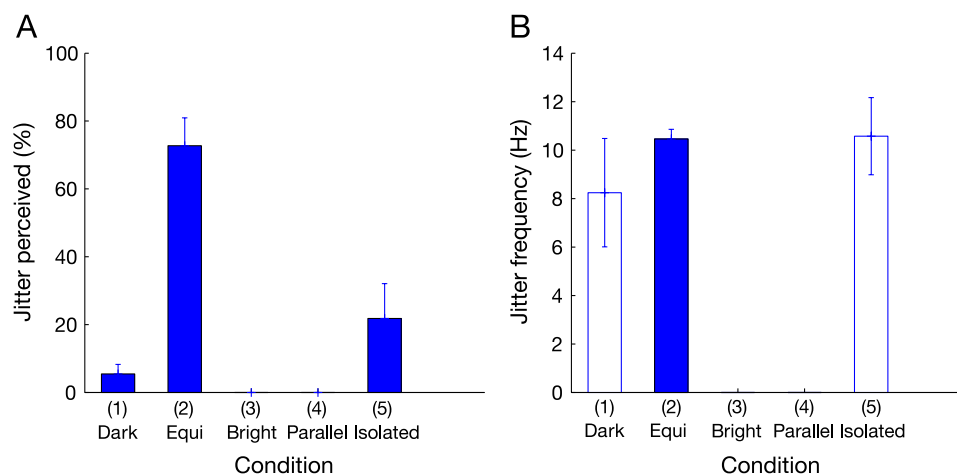 A
Jitter perceived (%)
100
80
60
40
20
0
(1) (2) (3) (4) (5)
Dark Equi Bright Parallel Isolated
Condition
B
Jitter frequency (Hz)
14
12
10
8
6
4
2
0
(1) (2) (3) (4) (5)
Dark Equi Bright Parallel Isolated
Condition